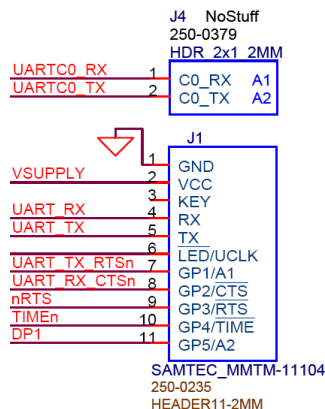 J4 NoStuff
250-0379
HDR_2x1_2MM
UARTC0_RX 1 C0_RX A1
UARTC0_TX 2 C0_TX A2
J1
1 GND
VSUPPLY 2 VCC
3 KEY
UART_RX 4 RX
UART_TX 5 TX
6 LED/UCLK
UART_TX_RTSn 7 GP1/A1
UART_RX_CTSn 8 GP2/CTS
nRTS 9 GP3/RTS
TIMEn 10 GP4/TIME
DP1 11 GP5/A2
SAMTEC_MMTM-11104
250-0235
HEADER11-2MM